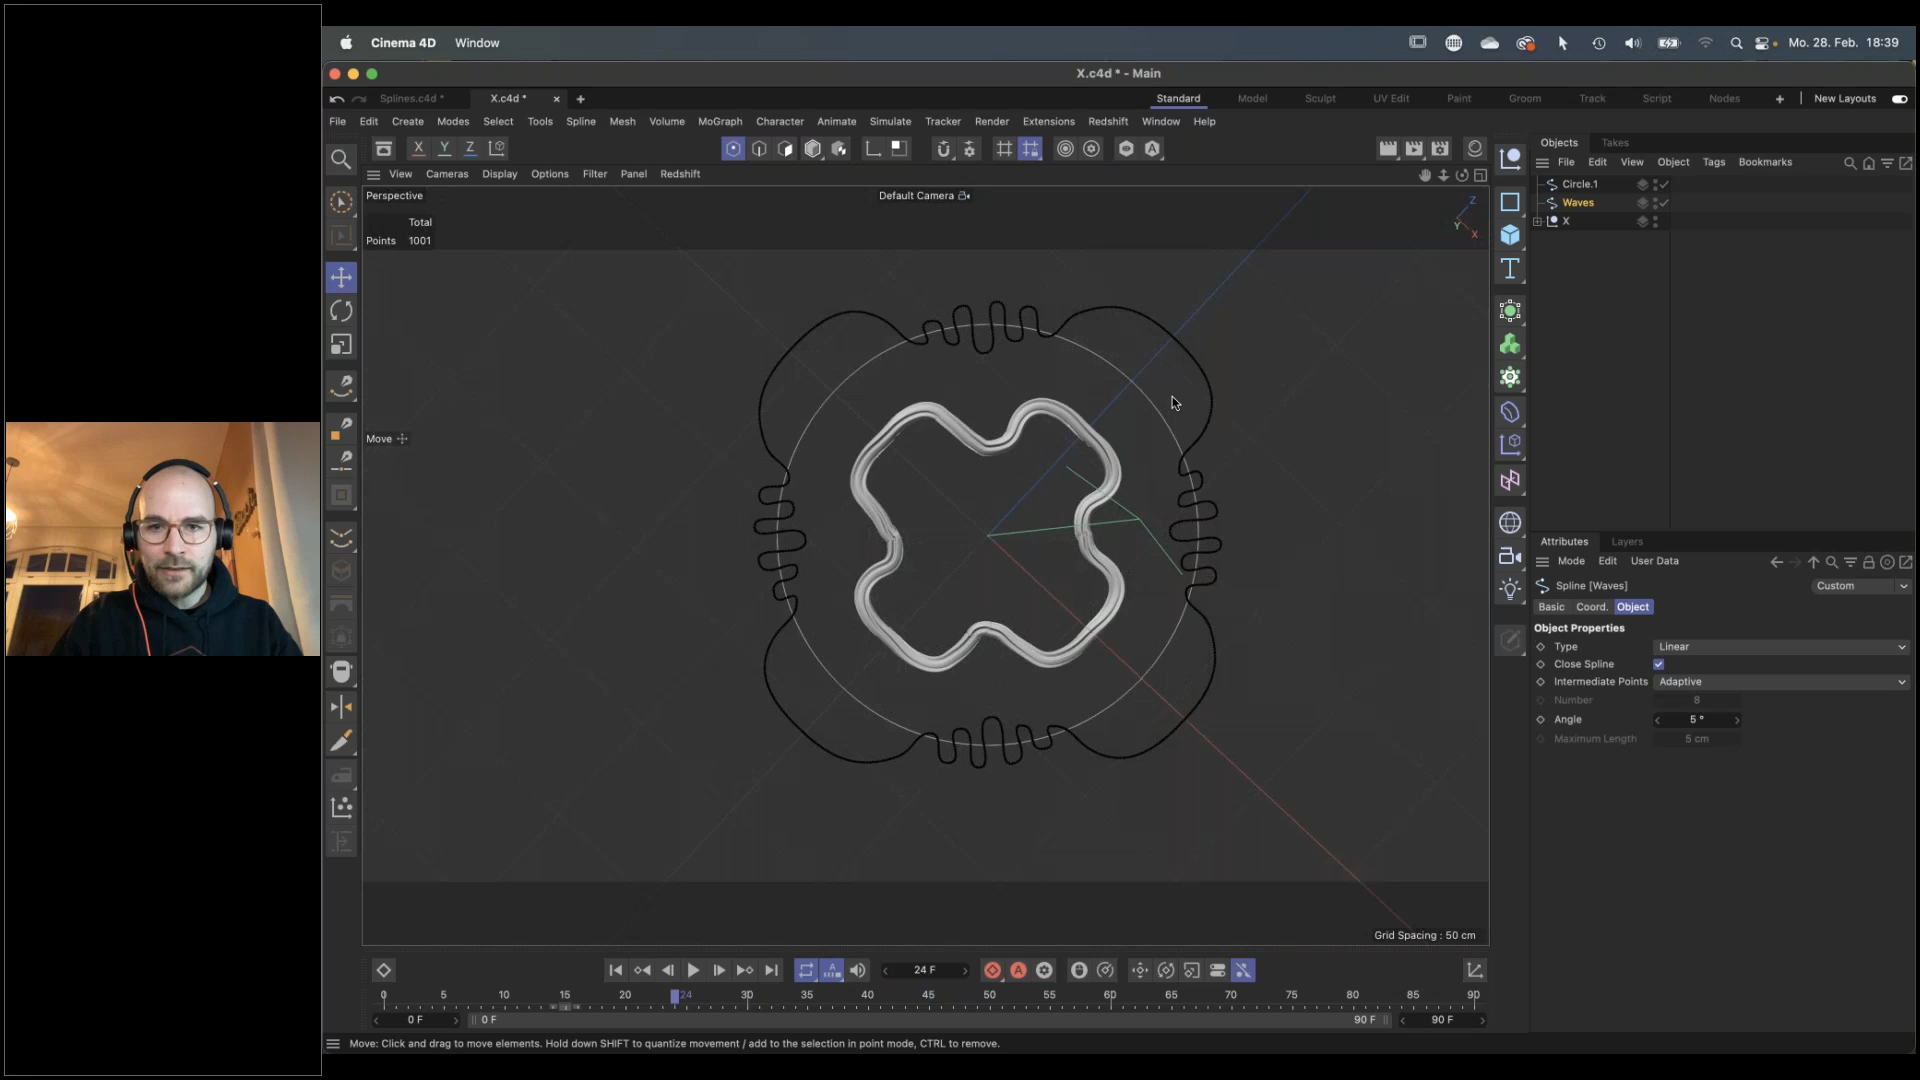 Cinema 4D Window
Mo. 28. Feb. 18:39
X.c4d * - Main
Splines.c4d * X.c4d *
Standard Model Sculpt UV Edit Paint Groom Track Script Nodes New Layouts
File Edit Create Modes Select Tools Spline Mesh Volume MoGraph Character Animate Simulate Tracker Render Extensions Redshift Window Help
X Y Z
View Cameras Display Options Filter Panel Redshift
Perspective
Default Camera
Total
Points 1001
Z
Y
X
Move
Grid Spacing : 50 cm
Objects Takes
File Edit View Object Tags Bookmarks
Circle.1
Waves
X
Attributes Layers
Mode Edit User Data
Spline [Waves]
Custom
Basic Coord. Object
Object Properties
Type Linear
Close Spline
Intermediate Points Adaptive
Number 8
Angle 5 °
Maximum Length 5 cm
24 F
0 5 10 15 20 24 30 35 40 45 50 55 60 65 70 75 80 85 90
0 F 0 F 90 F 90 F
Move: Click and drag to move elements. Hold down SHIFT to quantize movement / add to the selection in point mode, CTRL to remove.